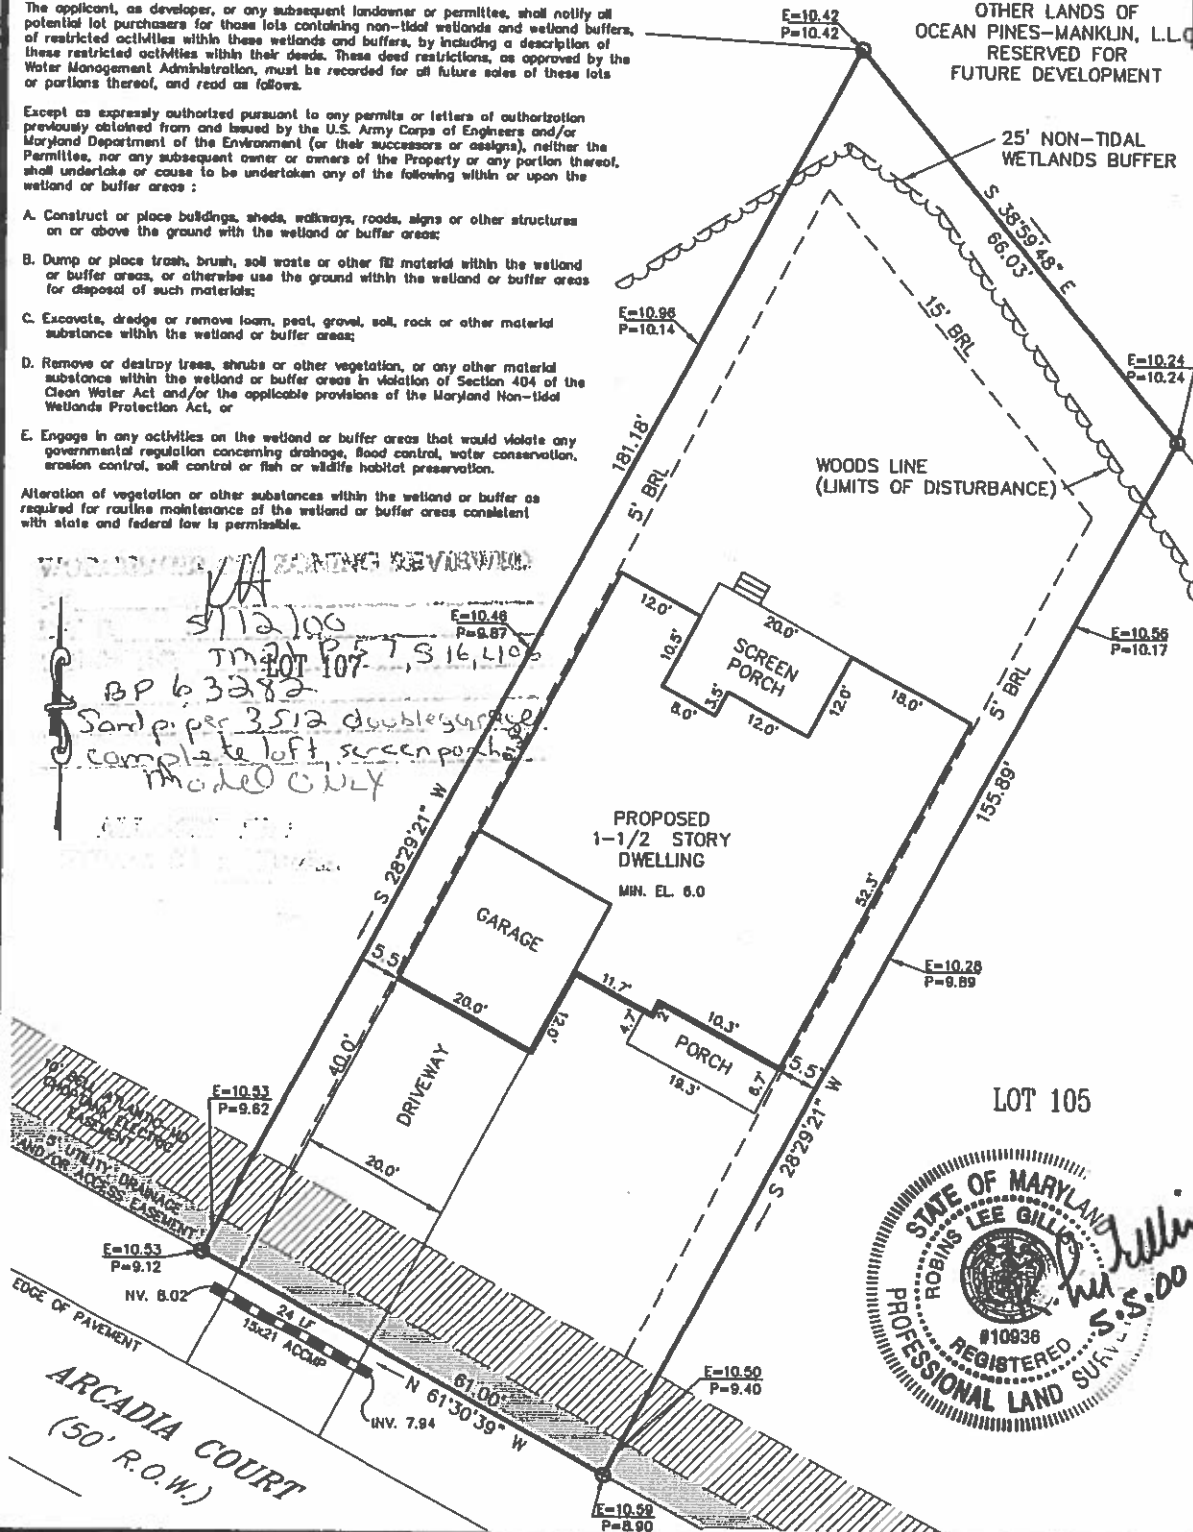 The applicant, as developer, or any subsequent landowner or permittee, shall notify all
potential lot purchasers for those lots containing non-tidal wetlands and wetland buffers,
of restricted activities within these wetlands and buffers, by including a description of
these restricted activities within their deeds. These deed restrictions, as approved by the
Water Management Administration, must be recorded for all future sales of these lots
or portions thereof, and read as follows.
Except as expressly authorized pursuant to any permits or letters of authorization
previously obtained from and issued by the U.S. Army Corps of Engineers and/or
Maryland Department of the Environment (or their successors or assigns), neither the
Permittee, nor any subsequent owner or owners of the Property or any portion thereof,
shall undertake or cause to be undertaken any of the following within or upon the
wetland or buffer areas :
A. Construct or place buildings, sheds, walkways, roads, signs or other structures
on or above the ground with the wetland or buffer areas;
B. Dump or place trash, brush, soil waste or other fill material within the wetland
or buffer areas, or otherwise use the ground within the wetland or buffer areas
for disposal of such materials;
C. Excavate, dredge or remove loam, peat, gravel, soil, rock or other material
substance within the wetland or buffer areas;
D. Remove or destroy trees, shrubs or other vegetation, or any other material
substance within the wetland or buffer areas in violation of Section 404 of the
Clean Water Act and/or the applicable provisions of the Maryland Non-tidal
Wetlands Protection Act, or
E. Engage in any activities on the wetland or buffer areas that would violate any
governmental regulation concerning drainage, flood control, water conservation,
erosion control, soil control or fish or wildlife habitat preservation.
Alteration of vegetation or other substances within the wetland or buffer as
required for routine maintenance of the wetland or buffer areas consistent
with state and federal law is permissible.
E=10.42
P=10.42
OTHER LANDS OF
OCEAN PINES-MANKLIN, L.L.C
RESERVED FOR
FUTURE DEVELOPMENT
25' NON-TIDAL
WETLANDS BUFFER
S 38°59'48" E
66.03'
15' BRL
E=10.96
P=10.14
E=10.24
P=10.24
181.18'
5' BRL
WOODS LINE
(LIMITS OF DISTURBANCE)
ZONING REVIEWED
5/12/00
LOT 107
BP 63282
Sandpiper 3512 double garage
complete loft, screen porch
Model ONLY
E=10.46
P=9.87
12.0'
20.0'
10.5'
SCREEN
PORCH
8.0'
3.5'
12.0'
12.0'
18.0'
E=10.56
P=10.17
5' BRL
155.89'
PROPOSED
1-1/2 STORY
DWELLING
MIN. EL. 6.0
52.3'
S 28°29'21" W
GARAGE
5.5
20.0'
12.0'
11.7'
4.7'
2'
10.3'
PORCH
19.3'
6.7'
5.5'
E=10.28
P=9.89
S 28°29'21" W
40.0'
DRIVEWAY
20.0'
LOT 105
10' BELL ATLANTIC-MD
CHOPTANK ELECTRIC
EASEMENT
5' UTILITY, DRAINAGE
AND/OR ACCESS EASEMENT
E=10.53
P=9.62
E=10.53
P=9.12
NV. 8.02
24 LF
15x21 ACCMP
INV. 7.94
61.00'
N 61°30'39" W
E=10.50
P=9.40
E=10.59
P=8.90
EDGE OF PAVEMENT
ARCADIA COURT
(50' R.O.W.)
STATE OF MARYLAND
ROBINS LEE GILLIS
#10936
REGISTERED
PROFESSIONAL LAND SURV
5.5.00